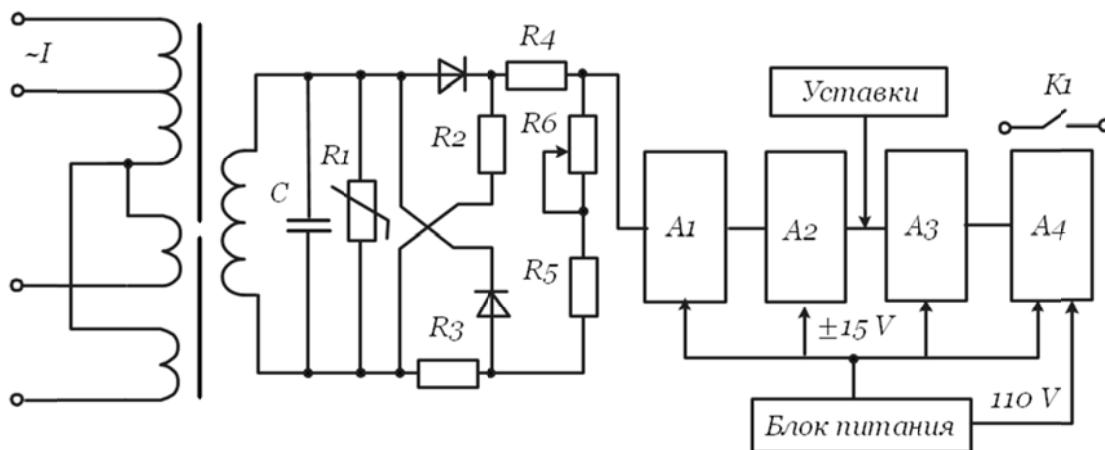 ~I
R4
Уставки
K1
R2
R6
R1
C
A1
A2
A3
A4
R5
R3
±15 V
110 V
Блок питания